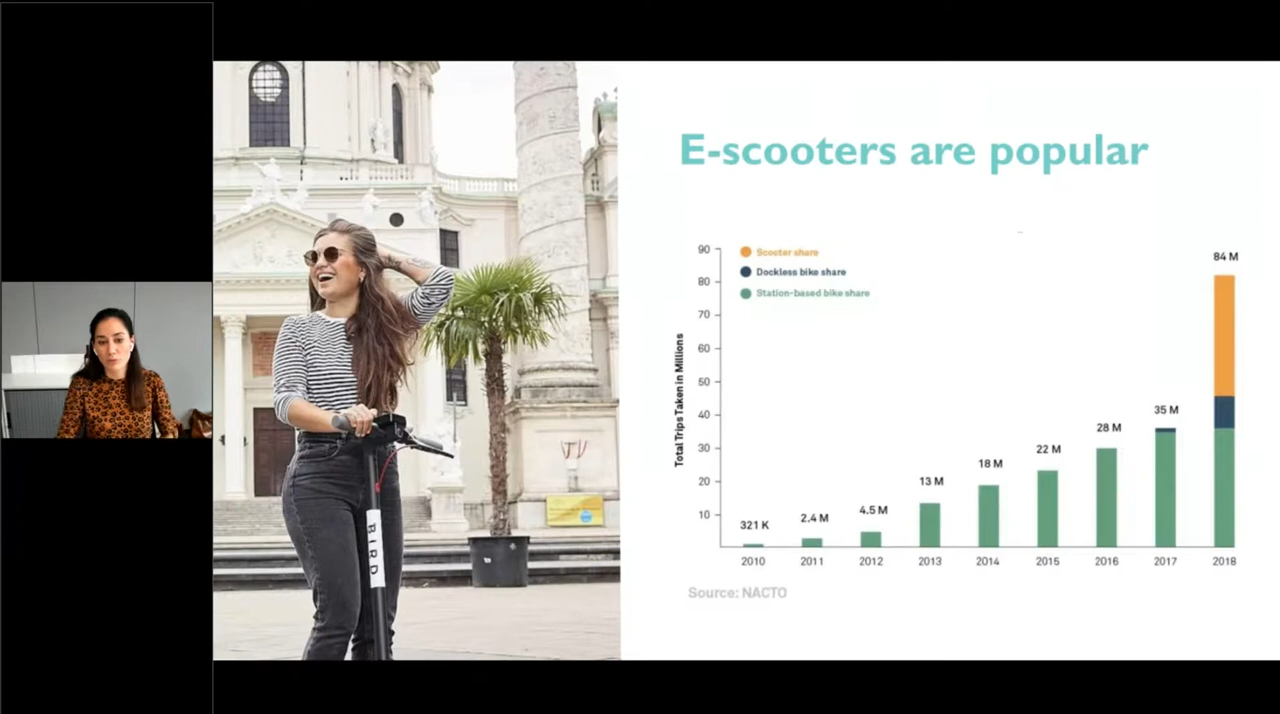 E-scooters are popular
Scooter share
Dockless bike share
Station-based bike share
Total Trips Taken in Millions
90
80
70
60
50
40
30
20
10
321 K
2.4 M
4.5 M
13 M
18 M
22 M
28 M
35 M
84 M
2010
2011
2012
2013
2014
2015
2016
2017
2018
Source: NACTO
BIRD